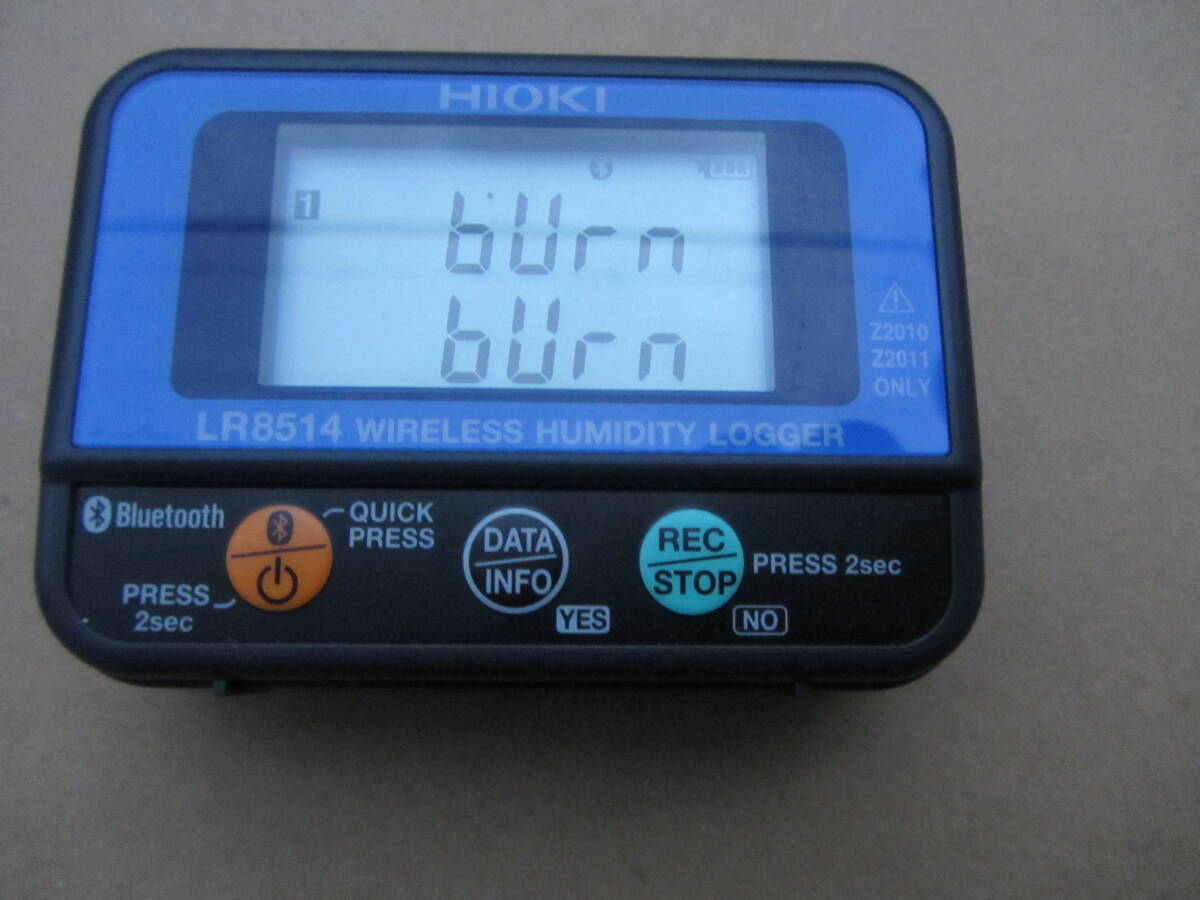 HIOKI
1
bUrn
bUrn
Z2010
Z2011
ONLY
LR8514 WIRELESS HUMIDITY LOGGER
Bluetooth
QUICK
PRESS
PRESS
2sec
DATA
INFO
YES
REC
STOP
PRESS 2sec
NO